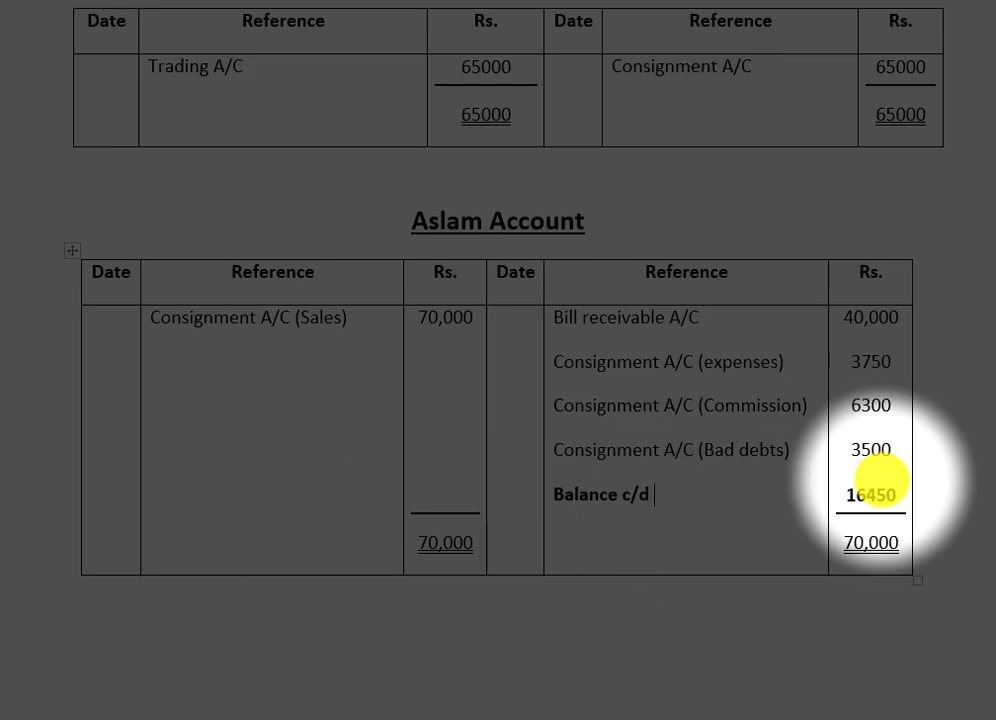 Date Reference Rs. Date Reference Rs.
Trading A/C 65000 Consignment A/C 65000
65000 65000
Aslam Account
Date Reference Rs. Date Reference Rs.
Consignment A/C (Sales) 70,000 Bill receivable A/C 40,000
Consignment A/C (expenses) 3750
Consignment A/C (Commission) 6300
Consignment A/C (Bad debts) 3500
Balance c/d 16450
70,000 70,000